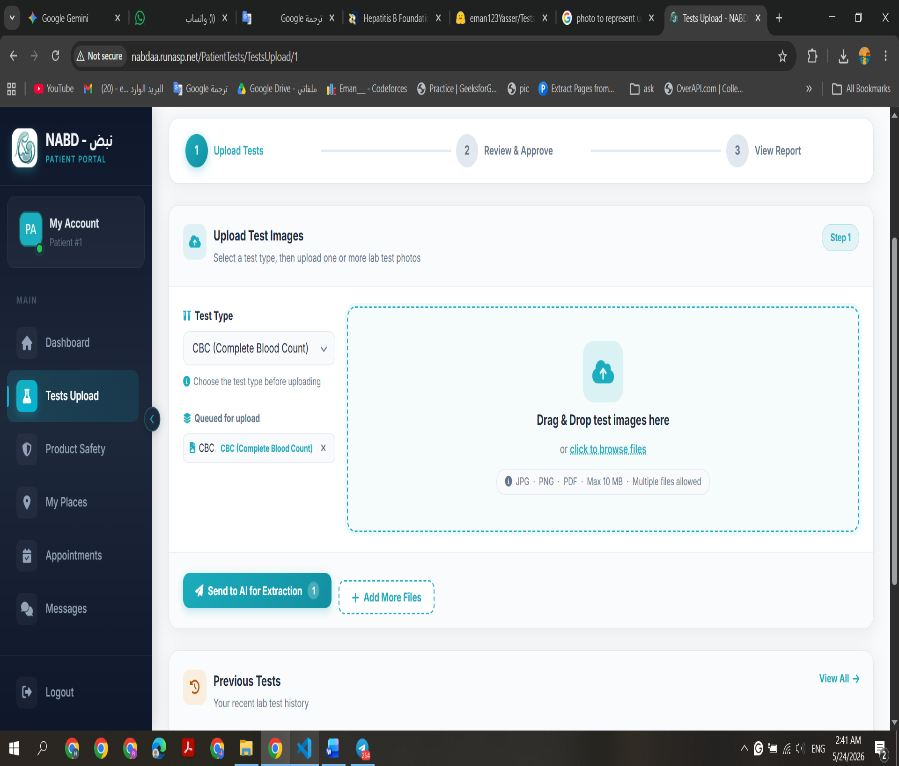 Google Gemini
واتساب ()
ترجمة Google
Hepatitis B Foundati
eman123Yasser/Tests
photo to represent u
Tests Upload - NABD
Not secure
nabdaa.runasp.net/PatientTests/TestsUpload/1
YouTube
(20) - e... البريد الوارد
ترجمة Google
Google Drive - ملفاتي
Eman__ - Codeforces
Practice | GeeksforG...
pic
Extract Pages from...
ask
OverAPI.com | Colle...
All Bookmarks
NABD - نبض
PATIENT PORTAL
PA
My Account
Patient #1
MAIN
Dashboard
Tests Upload
Product Safety
My Places
Appointments
Messages
Logout
1 Upload Tests
2 Review & Approve
3 View Report
Upload Test Images
Select a test type, then upload one or more lab test photos
Step 1
Test Type
CBC (Complete Blood Count)
Choose the test type before uploading
Queued for upload
CBC CBC (Complete Blood Count) x
Drag & Drop test images here
or click to browse files
JPG · PNG · PDF · Max 10 MB · Multiple files allowed
Send to AI for Extraction 1
+ Add More Files
Previous Tests
Your recent lab test history
View All →
ENG
2:41 AM
5/24/2026
2